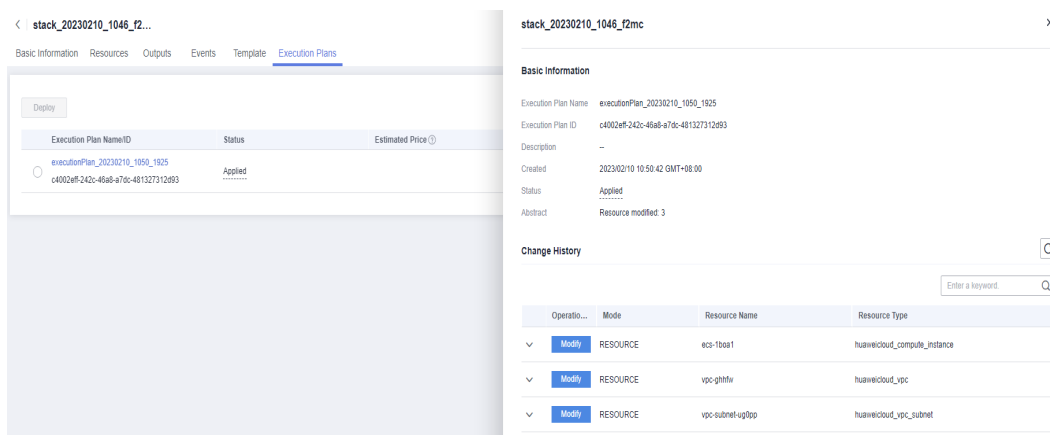 stack_20230210_1046_f2...
Basic Information Resources Outputs Events Template Execution Plans
Deploy
Execution Plan Name/ID Status Estimated Price
executionPlan_20230210_1050_1925
c4002eff-242c-46a8-a7dc-481327312d93
Applied
stack_20230210_1046_f2mc
Basic Information
Execution Plan Name executionPlan_20230210_1050_1925
Execution Plan ID c4002eff-242c-46a8-a7dc-481327312d93
Description --
Created 2023/02/10 10:50:42 GMT+08:00
Status Applied
Abstract Resource modified: 3
Change History
Enter a keyword.
Operatio... Mode Resource Name Resource Type
Modify RESOURCE ecs-1boa1 huaweicloud_compute_instance
Modify RESOURCE vpc-ghhfw huaweicloud_vpc
Modify RESOURCE vpc-subnet-ug0pp huaweicloud_vpc_subnet